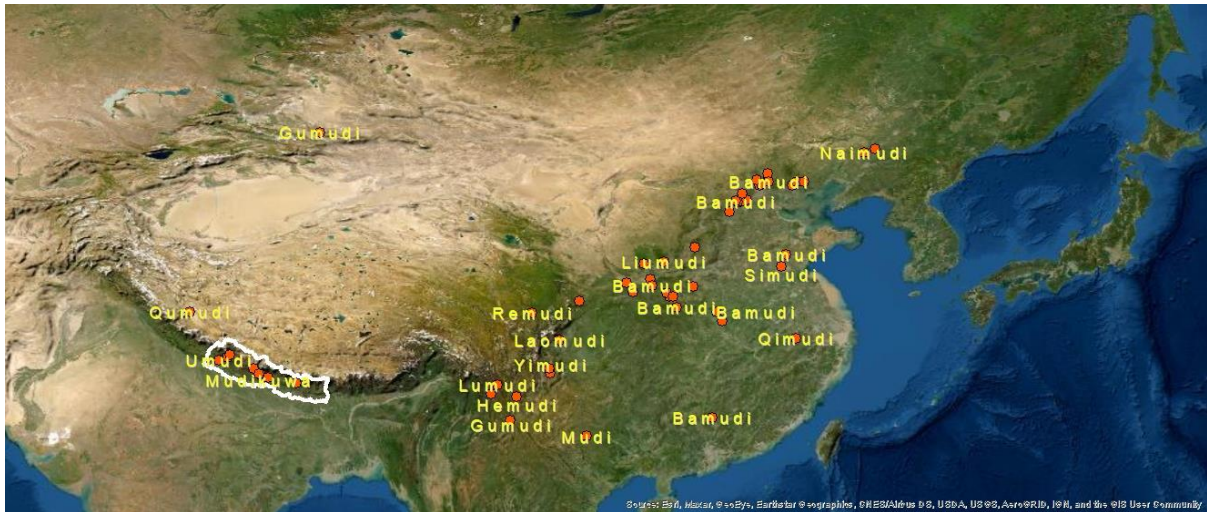 Gumudi
Naimudi
Bamudi
Bamudi
Bamudi
Liumudi
Simudi
Bamudi
Qumudi
Remudi
Bamudi
Bamudi
Laomudi
Qimudi
Umudi
Yimudi
Mudikuwa
Lumudi
Hemudi
Bamudi
Gumudi
Mudi
Source: Esri, Maxar, GeoEye, Earthstar Geographics, CNES/Airbus DS, USDA, USGS, AeroGRID, IGN, and the GIS User Community